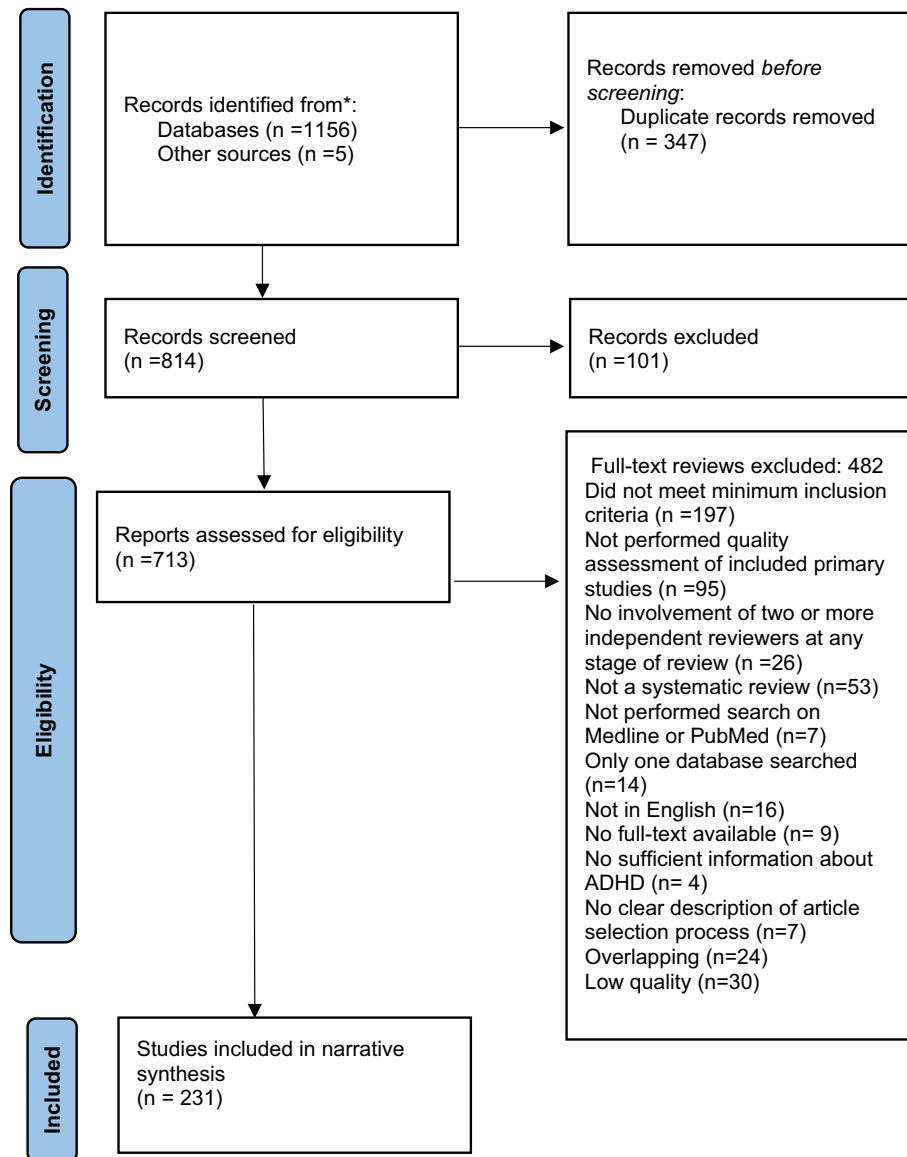 Identification
Records identified from*:
Databases (n =1156)
Other sources (n =5)
Records removed before
screening:
Duplicate records removed
(n = 347)
Screening
Records screened
(n =814)
Records excluded
(n =101)
Eligibility
Reports assessed for eligibility
(n =713)
Full-text reviews excluded: 482
Did not meet minimum inclusion
criteria (n =197)
Not performed quality
assessment of included primary
studies (n =95)
No involvement of two or more
independent reviewers at any
stage of review (n =26)
Not a systematic review (n=53)
Not performed search on
Medline or PubMed (n=7)
Only one database searched
(n=14)
Not in English (n=16)
No full-text available (n= 9)
No sufficient information about
ADHD (n= 4)
No clear description of article
selection process (n=7)
Overlapping (n=24)
Low quality (n=30)
Included
Studies included in narrative
synthesis
(n = 231)